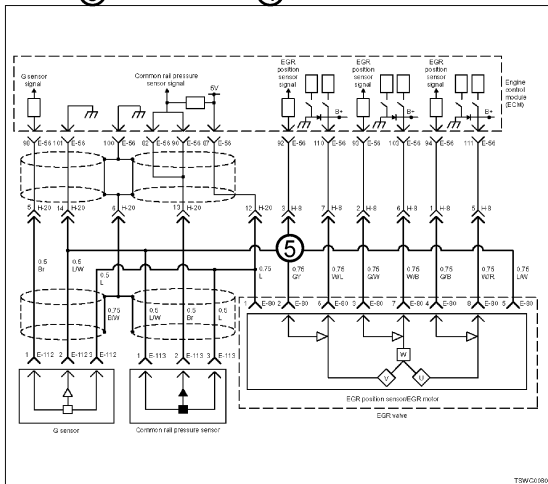 G sensor
signal
Common rail pressure
sensor signal
5V
EGR
position
sensor
signal
EGR
position
sensor
signal
EGR
position
sensor
signal
B+
B+
B+
Engine
control
module
(ECM)
98 E-56 101 E-56 100 E-56 82 E-56 90 E-56 87 E-56 92 E-56 110 E-56 93 E-56 103 E-56 94 E-56 111 E-56
5 H-20 14 H-20 6 H-20 13 H-20 12 H-20 3 H-8 7 H-8 2 H-8 6 H-8 1 H-8 5 H-8
5
0.5
Br
0.5
L/W
0.5
L
0.75
B/W
0.5
L/W
0.5
Br
0.5
L
0.75
L
0.75
G/Y
0.75
W/L
0.75
G/W
0.75
W/B
0.75
G/B
0.75
W/R
0.75
L/W
1 E-80 2 E-80 6 E-80 3 E-80 7 E-80 4 E-80 8 E-80 5 E-80
1 E-112 2 E-112 3 E-112 1 E-113 2 E-113 3 E-113
W
V
U
EGR position sensor/EGR motor
EGR valve
G sensor
Common rail pressure sensor